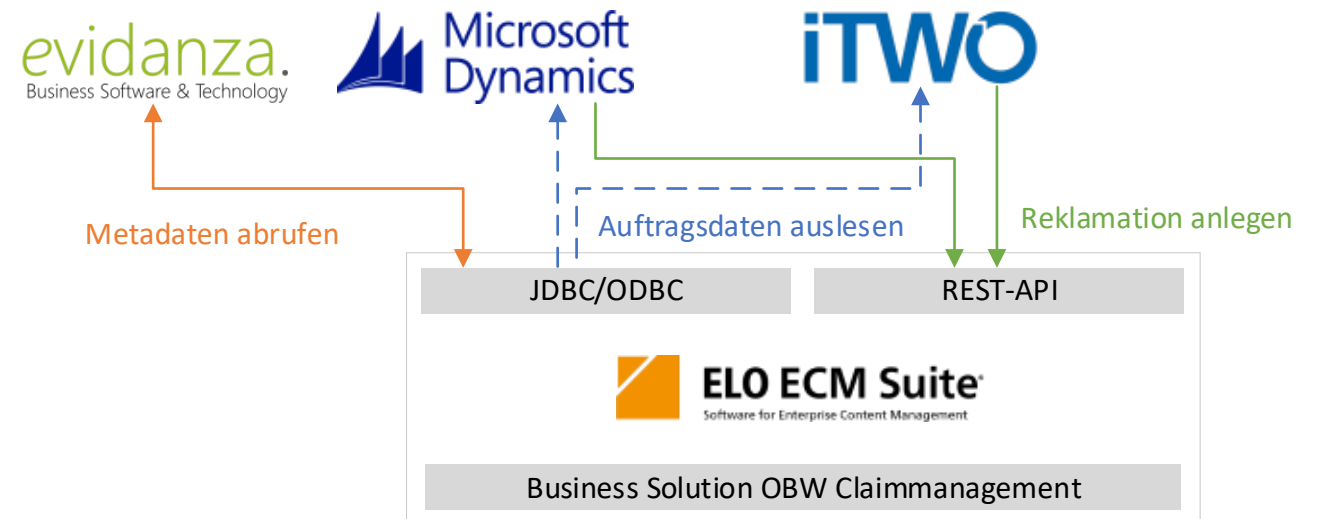 evidanza.
Business Software & Technology
Microsoft
Dynamics
iTWO
Metadaten abrufen
Auftragsdaten auslesen
Reklamation anlegen
JDBC/ODBC
REST-API
ELO ECM Suite
Software for Enterprise Content Management
Business Solution OBW Claimmanagement